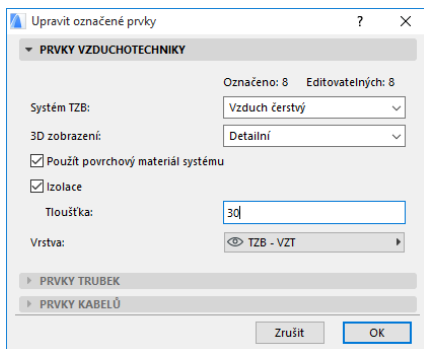 Upravit označené prvky
PRVKY VZDUCHOTECHNIKY
Označeno: 8 Editovatelných: 8
Systém TZB: Vzduch čerstvý
3D zobrazení: Detailní
Použít povrchový materiál systému
Izolace
Tloušťka: 30
Vrstva: TZB - VZT
PRVKY TRUBEK
PRVKY KABELŮ
Zrušit OK